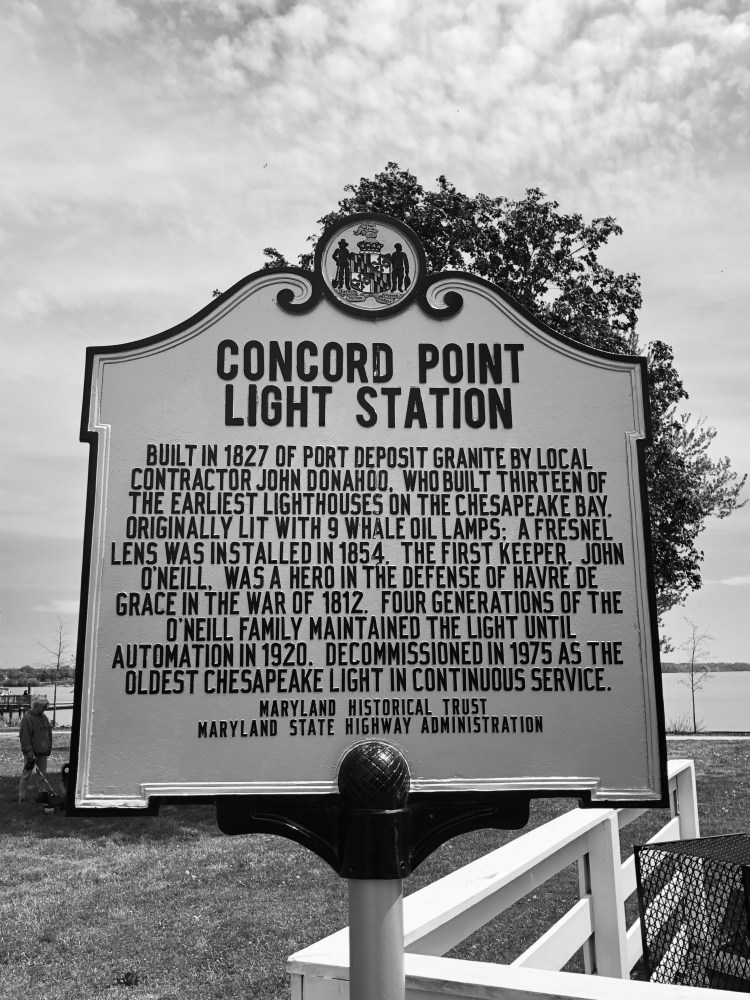 CONCORD POINT
LIGHT STATION
BUILT IN 1827 OF PORT DEPOSIT GRANITE BY LOCAL
CONTRACTOR JOHN DONAHOO, WHO BUILT THIRTEEN OF
THE EARLIEST LIGHTHOUSES ON THE CHESAPEAKE BAY.
ORIGINALLY LIT WITH 9 WHALE OIL LAMPS; A FRESNEL
LENS WAS INSTALLED IN 1854. THE FIRST KEEPER, JOHN
O'NEILL, WAS A HERO IN THE DEFENSE OF HAVRE DE
GRACE IN THE WAR OF 1812. FOUR GENERATIONS OF THE
O'NEILL FAMILY MAINTAINED THE LIGHT UNTIL
AUTOMATION IN 1920. DECOMMISSIONED IN 1975 AS THE
OLDEST CHESAPEAKE LIGHT IN CONTINUOUS SERVICE.
MARYLAND HISTORICAL TRUST
MARYLAND STATE HIGHWAY ADMINISTRATION